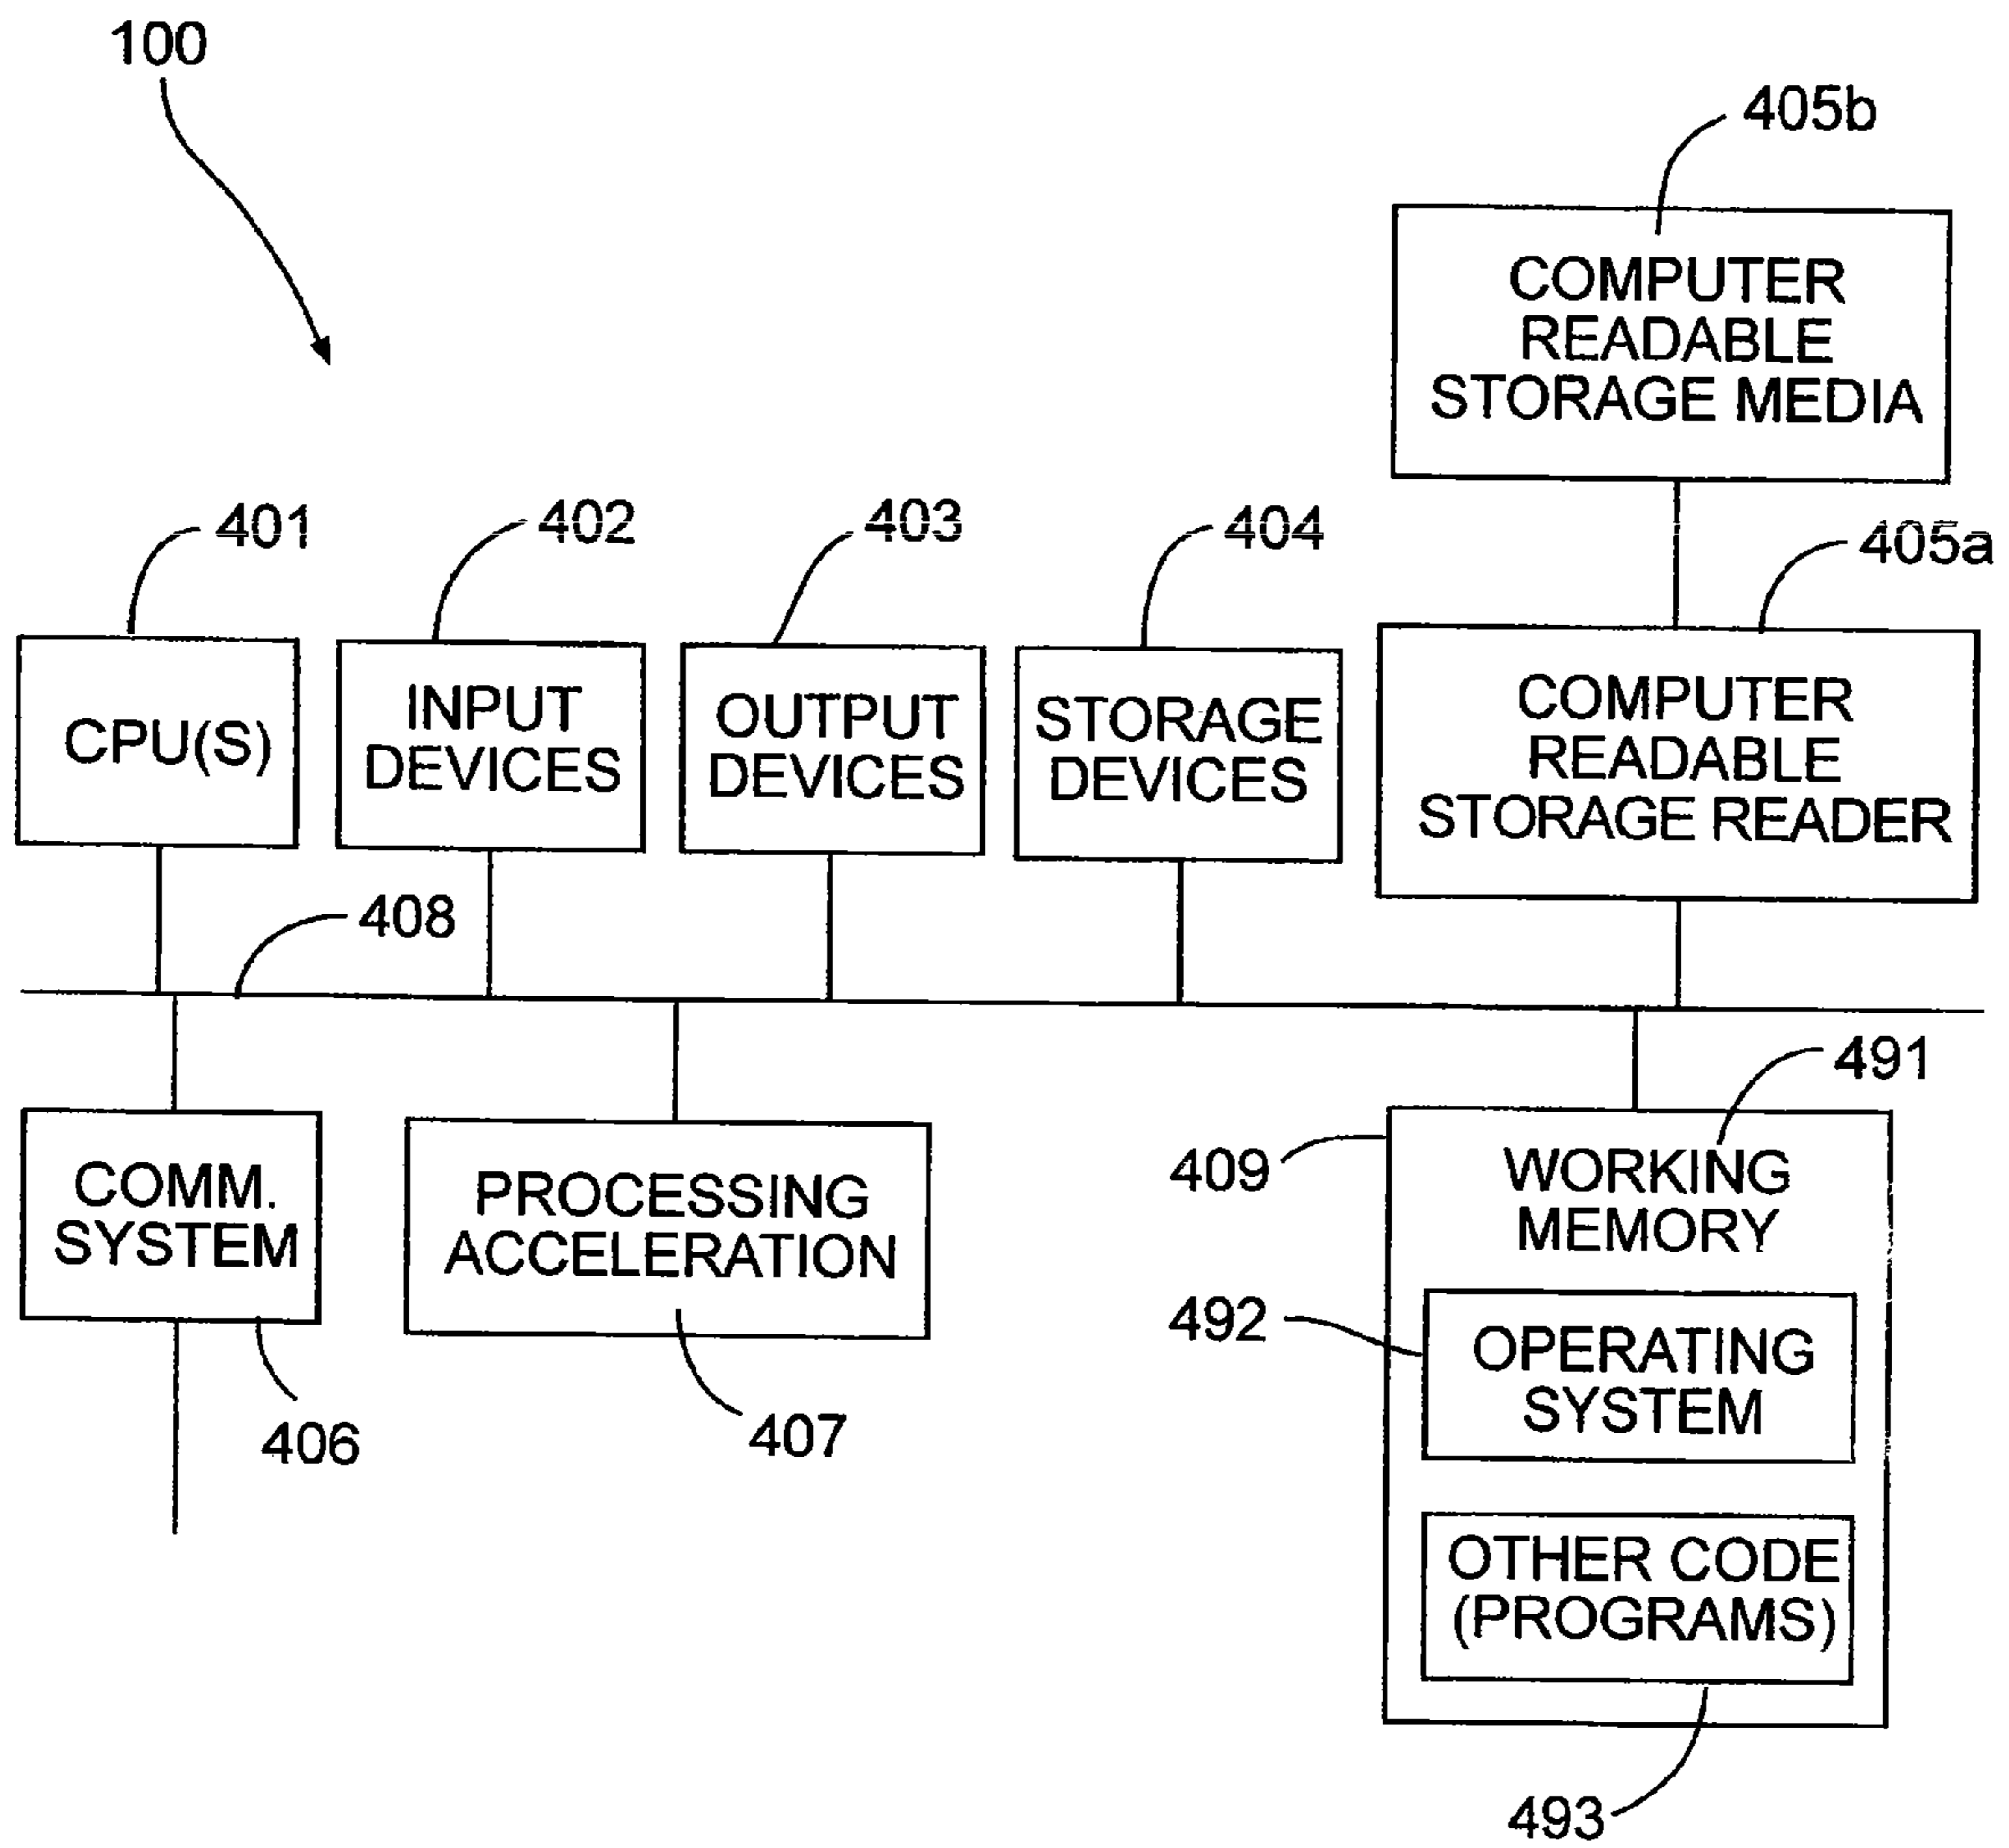 100
405b
COMPUTER
READABLE
STORAGE MEDIA
401
402
403
404
405a
CPU(S)
INPUT
DEVICES
OUTPUT
DEVICES
STORAGE
DEVICES
COMPUTER
READABLE
STORAGE READER
408
491
409
COMM.
SYSTEM
PROCESSING
ACCELERATION
WORKING
MEMORY
492
OPERATING
SYSTEM
406
407
OTHER CODE
(PROGRAMS)
493